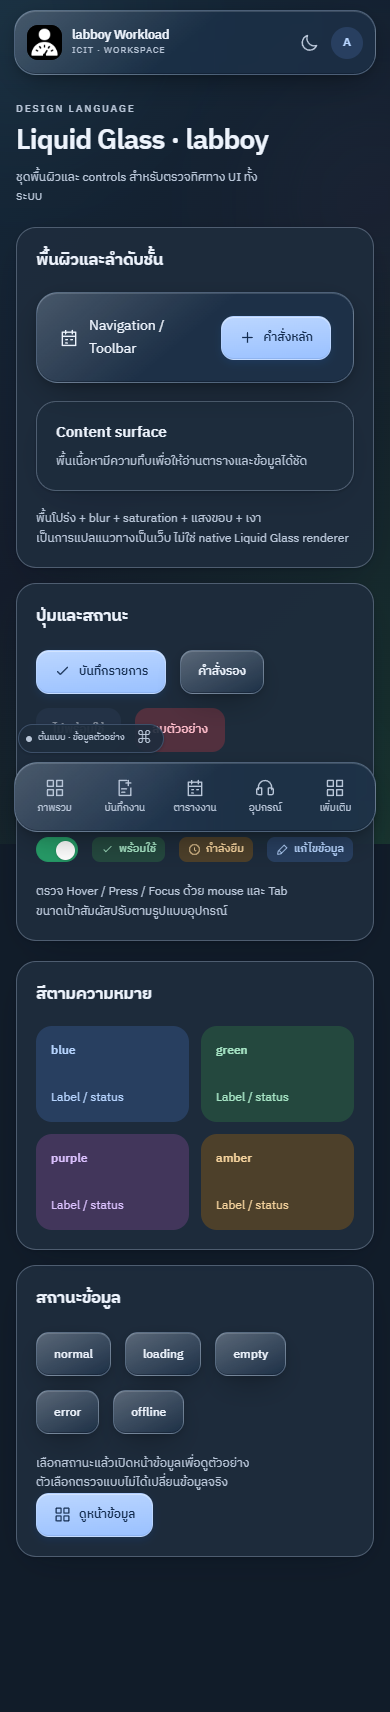 labboy Workload
ICIT · WORKSPACE
A
DESIGN LANGUAGE
Liquid Glass · labboy
ชุดพื้นผิวและ controls สำหรับตรวจทิศทาง UI ทั้ง
ระบบ
พื้นผิวและลำดับชั้น
Navigation /
Toolbar
คำสั่งหลัก
Content surface
พื้นเนื้อหามีความทึบเพื่อให้อ่านตารางและข้อมูลได้ชัด
พื้นโปร่ง + blur + saturation + แสงขอบ + เงา
เป็นการแปลแนวทางเป็นเว็บ ไม่ใช่ native Liquid Glass renderer
ปุ่มและสถานะ
บันทึกรายการ
คำสั่งรอง
ตัวอย่าง
ต้นแบบ · ข้อมูลตัวอย่าง
ภาพรวม
บันทึกงาน
ตารางงาน
อุปกรณ์
เพิ่มเติม
พร้อมใช้
กำลังยืม
แก้ไขข้อมูล
ตรวจ Hover / Press / Focus ด้วย mouse และ Tab
ขนาดเป้าสัมผัสปรับตามรูปแบบอุปกรณ์
สีตามความหมาย
blue
Label / status
green
Label / status
purple
Label / status
amber
Label / status
สถานะข้อมูล
normal
loading
empty
error
offline
เลือกสถานะแล้วเปิดหน้าข้อมูลเพื่อดูตัวอย่าง
ตัวเลือกตรวจแบบไม่ได้เปลี่ยนข้อมูลจริง
ดูหน้าข้อมูล